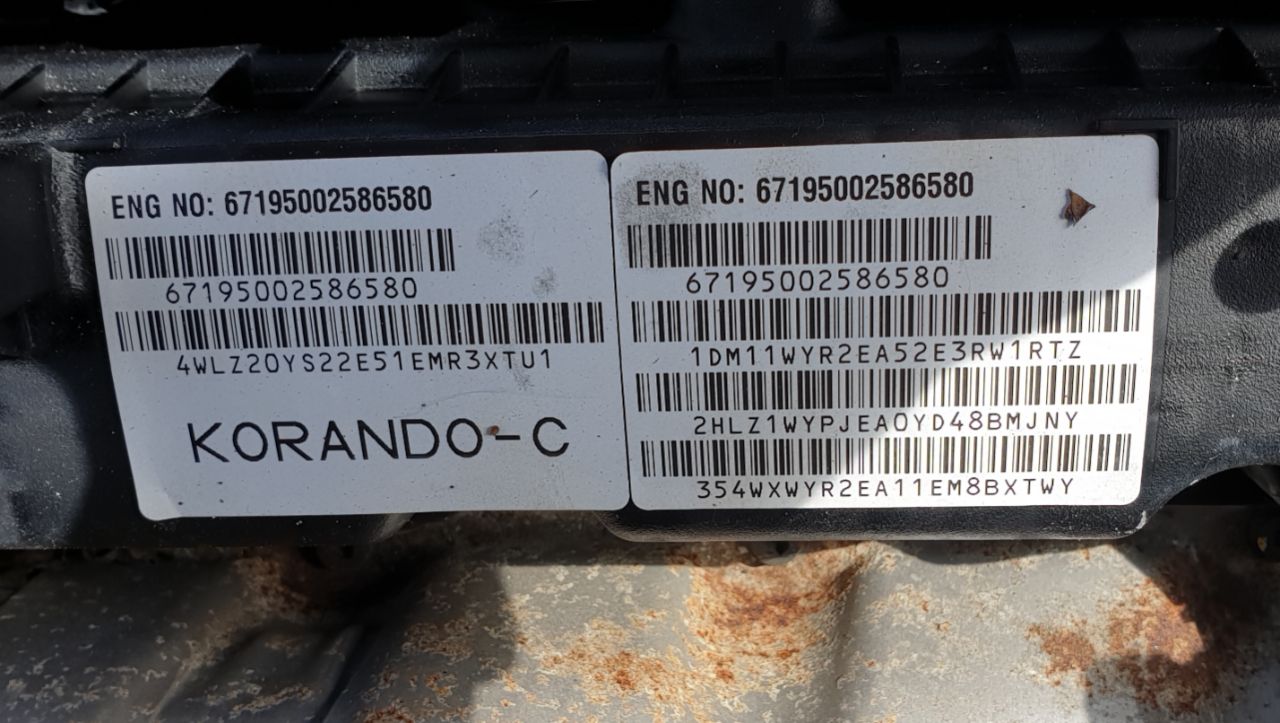 ENG NO: 67195002586580
67195002586580
4WLZ20YS22E51EMR3XTU1
KORANDO-C
ENG NO: 67195002586580
67195002586580
1DM11WYR2EA52E3RW1RTZ
2HLZ1WYPJEA0YD48BMJNY
354WXWYR2EA11EM8BXTWY